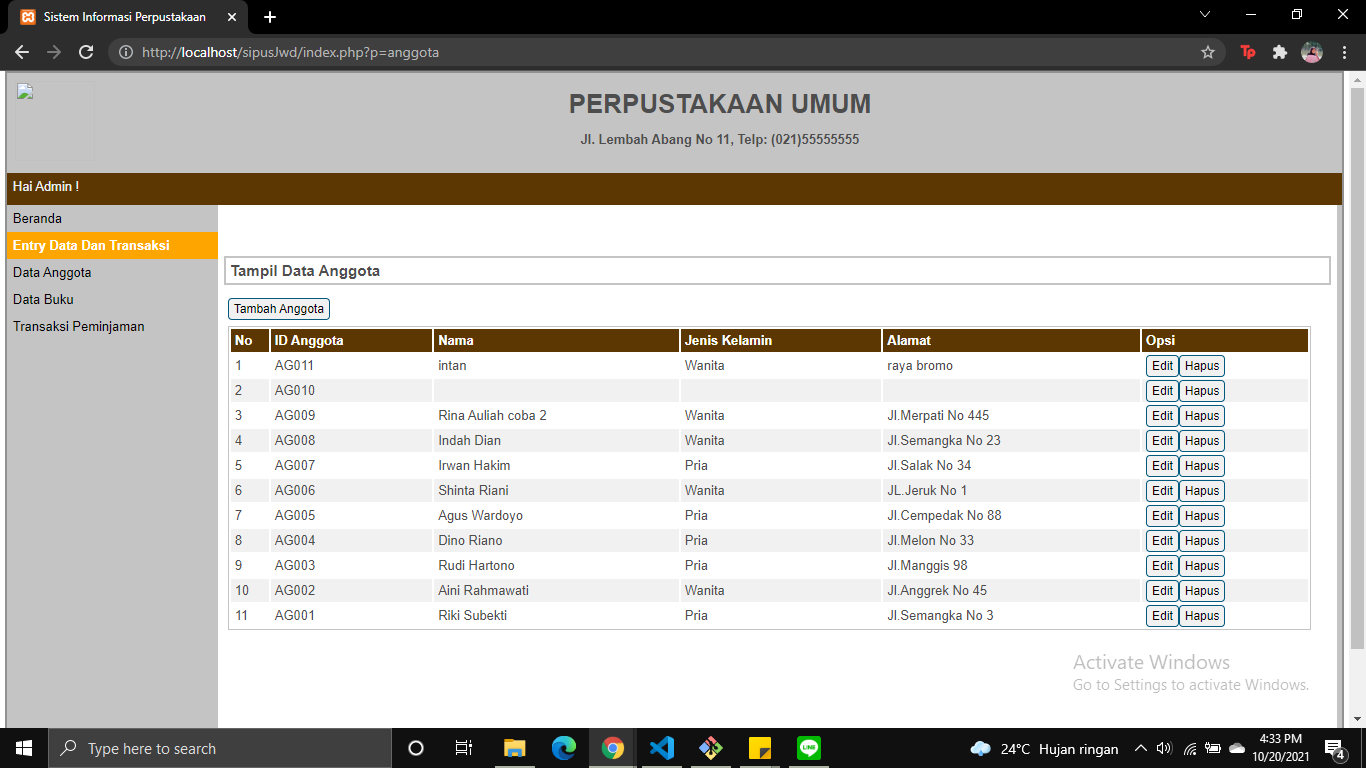 Sistem Informasi Perpustakaan
http://localhost/sipusJwd/index.php?p=anggota
Tp
PERPUSTAKAAN UMUM
Jl. Lembah Abang No 11, Telp: (021)55555555
Hai Admin !
Beranda
Entry Data Dan Transaksi
Data Anggota
Data Buku
Transaksi Peminjaman
Tampil Data Anggota
Tambah Anggota
No ID Anggota Nama Jenis Kelamin Alamat Opsi
1 AG011 intan Wanita raya bromo Edit Hapus
2 AG010 Edit Hapus
3 AG009 Rina Auliah coba 2 Wanita Jl.Merpati No 445 Edit Hapus
4 AG008 Indah Dian Wanita Jl.Semangka No 23 Edit Hapus
5 AG007 Irwan Hakim Pria Jl.Salak No 34 Edit Hapus
6 AG006 Shinta Riani Wanita JL.Jeruk No 1 Edit Hapus
7 AG005 Agus Wardoyo Pria Jl.Cempedak No 88 Edit Hapus
8 AG004 Dino Riano Pria Jl.Melon No 33 Edit Hapus
9 AG003 Rudi Hartono Pria Jl.Manggis 98 Edit Hapus
10 AG002 Aini Rahmawati Wanita Jl.Anggrek No 45 Edit Hapus
11 AG001 Riki Subekti Pria Jl.Semangka No 3 Edit Hapus
Activate Windows
Go to Settings to activate Windows.
Type here to search
LINE
24°C Hujan ringan
4:33 PM
10/20/2021
4